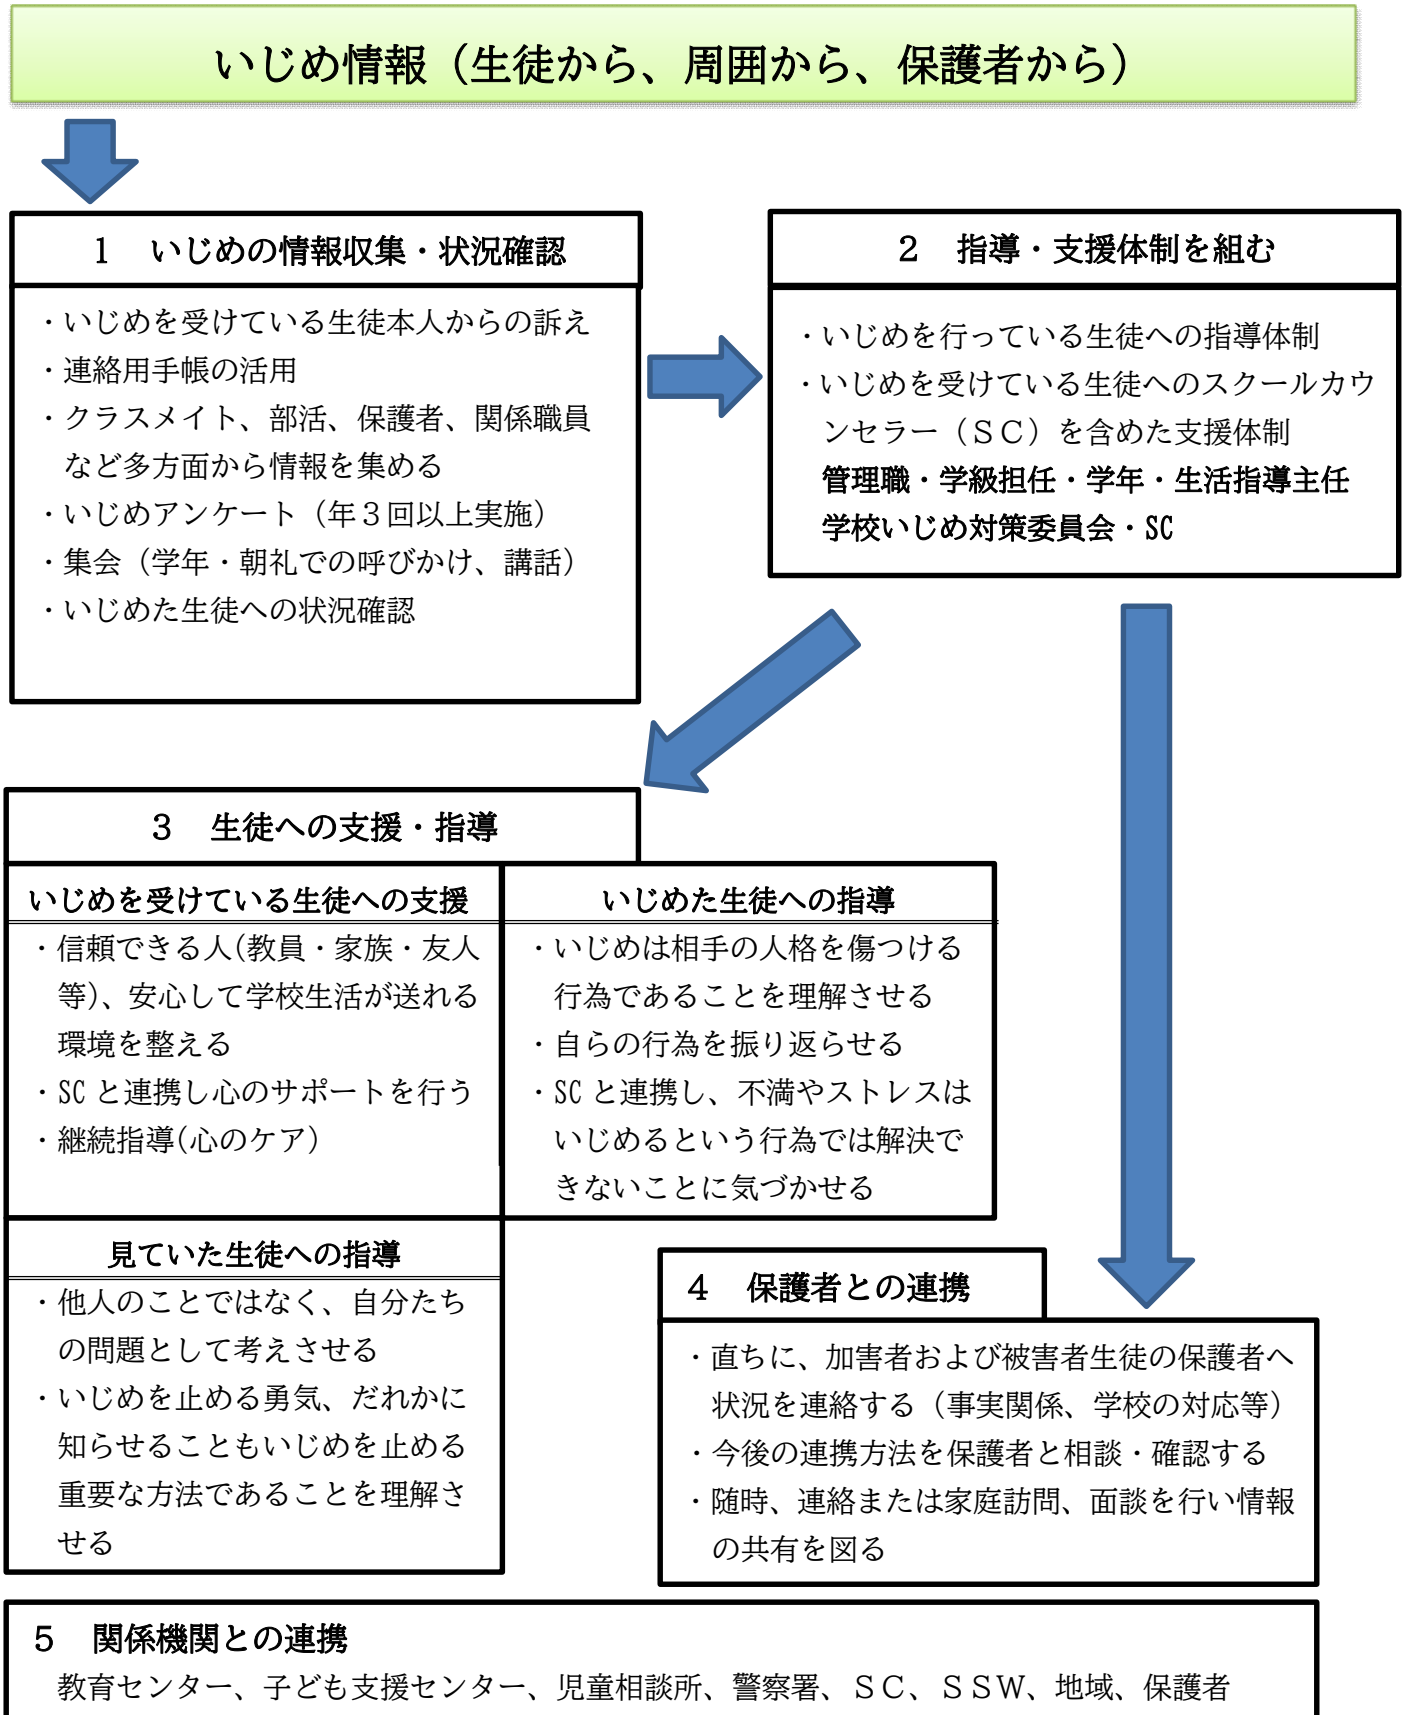 いじめ情報（生徒から、周囲から、保護者から）
１　いじめの情報収集・状況確認
・いじめを受けている生徒本人からの訴え
・連絡用手帳の活用
・クラスメイト、部活、保護者、関係職員
など多方面から情報を集める
・いじめアンケート（年３回以上実施）
・集会（学年・朝礼での呼びかけ、講話）
・いじめた生徒への状況確認
２　指導・支援体制を組む
・いじめを行っている生徒への指導体制
・いじめを受けている生徒へのスクールカウ
ンセラー（ＳＣ）を含めた支援体制
管理職・学級担任・学年・生活指導主任
学校いじめ対策委員会・SC
３　生徒への支援・指導
いじめを受けている生徒への支援
・信頼できる人(教員・家族・友人
等)、安心して学校生活が送れる
環境を整える
・SCと連携し心のサポートを行う
・継続指導(心のケア)
いじめた生徒への指導
・いじめは相手の人格を傷つける
行為であることを理解させる
・自らの行為を振り返らせる
・SCと連携し、不満やストレスは
いじめるという行為では解決で
きないことに気づかせる
見ていた生徒への指導
・他人のことではなく、自分たち
の問題として考えさせる
・いじめを止める勇気、だれかに
知らせることもいじめを止める
重要な方法であることを理解さ
せる
４　保護者との連携
・直ちに、加害者および被害者生徒の保護者へ
状況を連絡する（事実関係、学校の対応等）
・今後の連携方法を保護者と相談・確認する
・随時、連絡または家庭訪問、面談を行い情報
の共有を図る
５　関係機関との連携
教育センター、子ども支援センター、児童相談所、警察署、ＳＣ、ＳＳＷ、地域、保護者